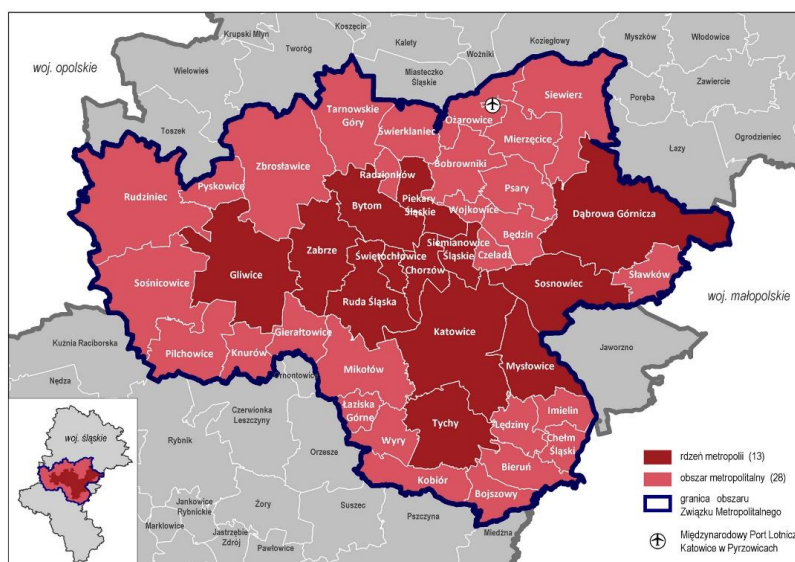 Koszęcin
Krupski Młyn
Tworóg
Kalety
Woźniki
Koziegłowy
Myszków
Włodowice
woj. opolskie
Wielowieś
Miasteczko
Śląskie
Siewierz
Poręba
Zawiercie
Ogrodzieniec
Łazy
Toszek
Tarnowskie
Góry
Świerklaniec
Ożarowice
Mierzęcice
Bobrowniki
Zbrosławice
Radzionków
Psary
Rudziniec
Pyskowice
Bytom
Piekary
Śląskie
Wojkowice
Dąbrowa Górnicza
Będzin
Siemianowice
Śląskie
Czeladź
Zabrze
Świętochłowice
Chorzów
Gliwice
Sosnowiec
Sławków
Sośnicowice
Ruda Śląska
Katowice
woj. małopolskie
Gierałtowice
Kuźnia Raciborska
Pilchowice
Knurów
Mikołów
Mysłowice
Jaworzno
Nędza
Ornontowice
Łaziska
Górne
Tychy
Imielin
Lędziny
Chełm
Śląski
Czerwionka
Leszczyny
Orzesze
Wyry
Rybnik
Bieruń
Kobiór
Bojszowy
Jankowice
Rybnickie
Żory
Suszec
Pszczyna
Miedźna
Marklowice
Jastrzębie
Zdrój
Pawłowice
woj. śląskie
rdzeń metropolii (13)
obszar metropolitalny (28)
granica obszaru
Związku Metropolitalnego
Międzynarodowy Port Lotnicz
Katowice w Pyrzowicach